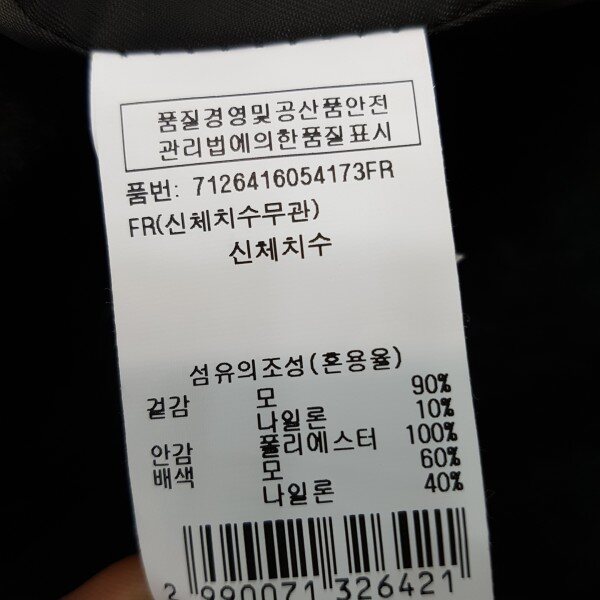 품질경영및공산품안전
관리법에의한품질표시
품번: 7126416054173FR
FR(신체치수무관)
신체치수
섬유의조성(혼용율)
겉감 모 90%
나일론 10%
안감 폴리에스터 100%
배색 모 60%
나일론 40%
2 990071 326421